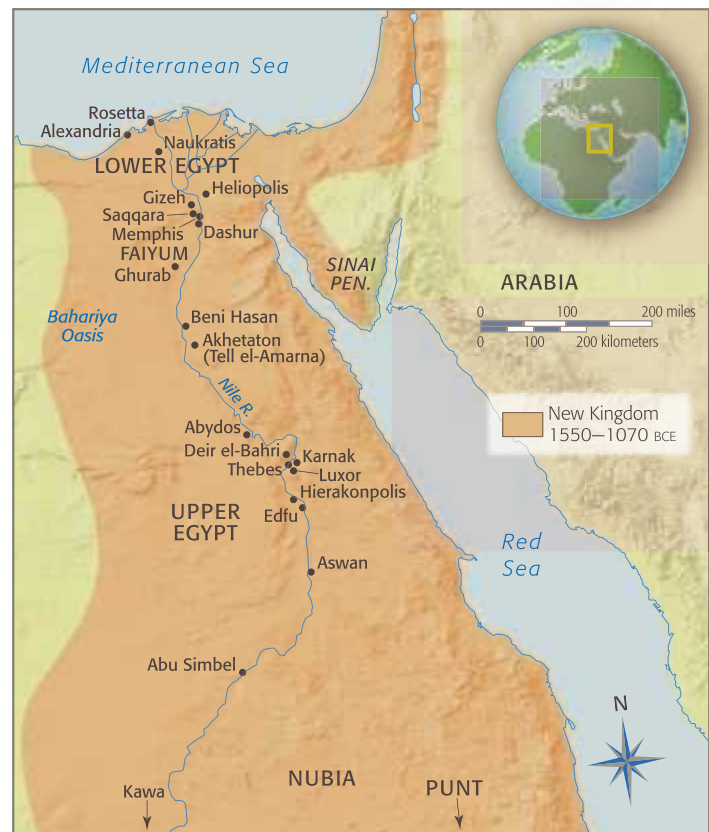 Mediterranean Sea
Rosetta
Alexandria
Naukratis
LOWER EGYPT
Heliopolis
Gizeh
Saqqara
Memphis
Dashur
FAIYUM
Ghurab
SINAI
PEN.
ARABIA
0 100 200 miles
0 100 200 kilometers
Bahariya
Oasis
Beni Hasan
Akhetaton
(Tell el-Amarna)
Nile R.
New Kingdom
1550–1070 BCE
Abydos
Deir el-Bahri
Karnak
Thebes
Luxor
Hierakonpolis
UPPER
EGYPT
Edfu
Red
Sea
Aswan
Abu Simbel
N
NUBIA
PUNT
Kawa